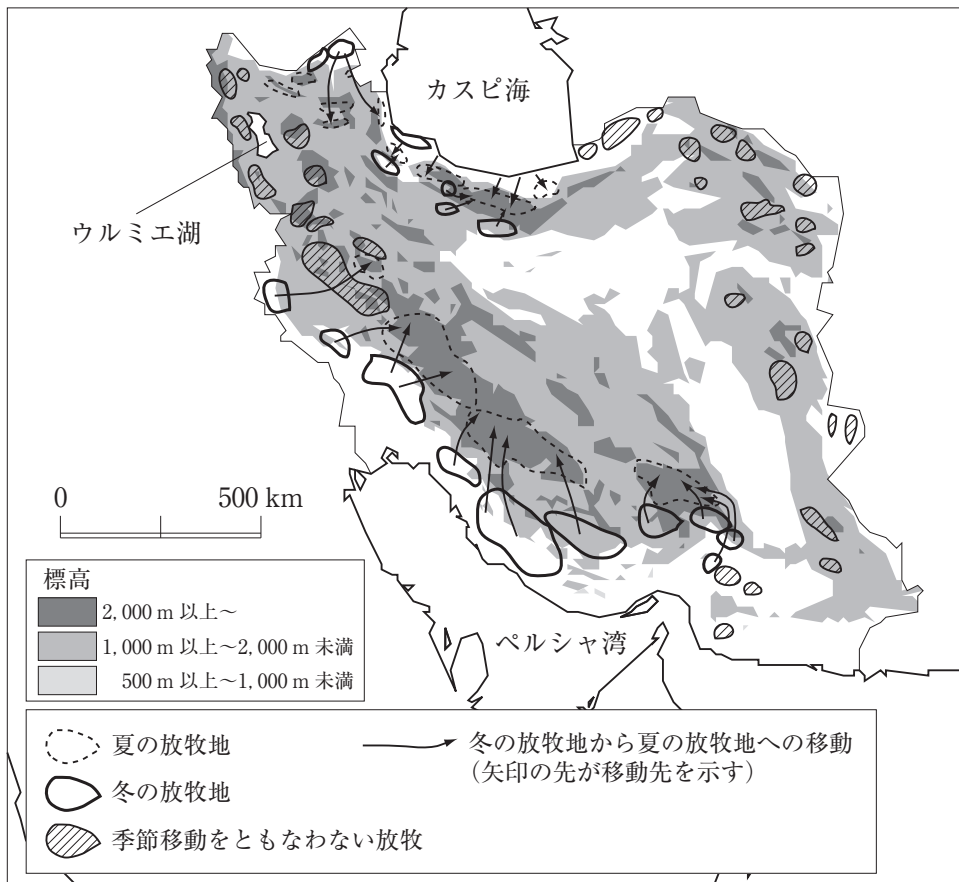 カスピ海
ウルミエ湖
0 500 km
ペルシャ湾
標高
2,000 m 以上~
1,000 m 以上~2,000 m 未満
500 m 以上~1,000 m 未満
夏の放牧地
冬の放牧地
季節移動をともなわない放牧
冬の放牧地から夏の放牧地への移動
(矢印の先が移動先を示す)